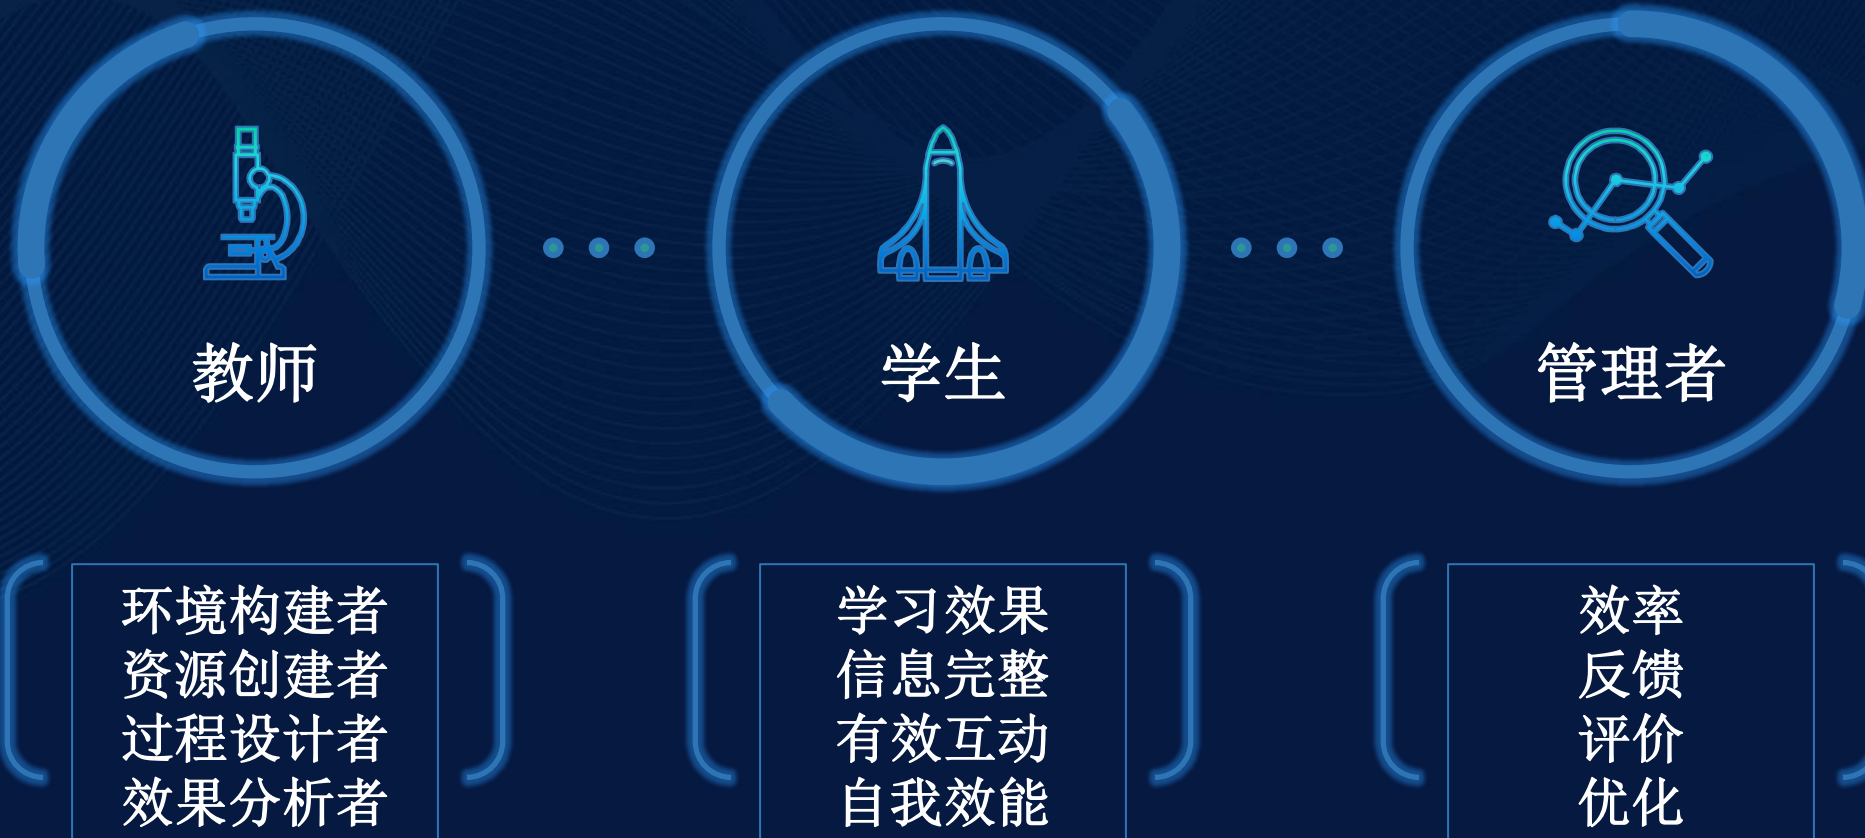 教师
学生
管理者
环境构建者
资源创建者
过程设计者
效果分析者
学习效果
信息完整
有效互动
自我效能
效率
反馈
评价
优化